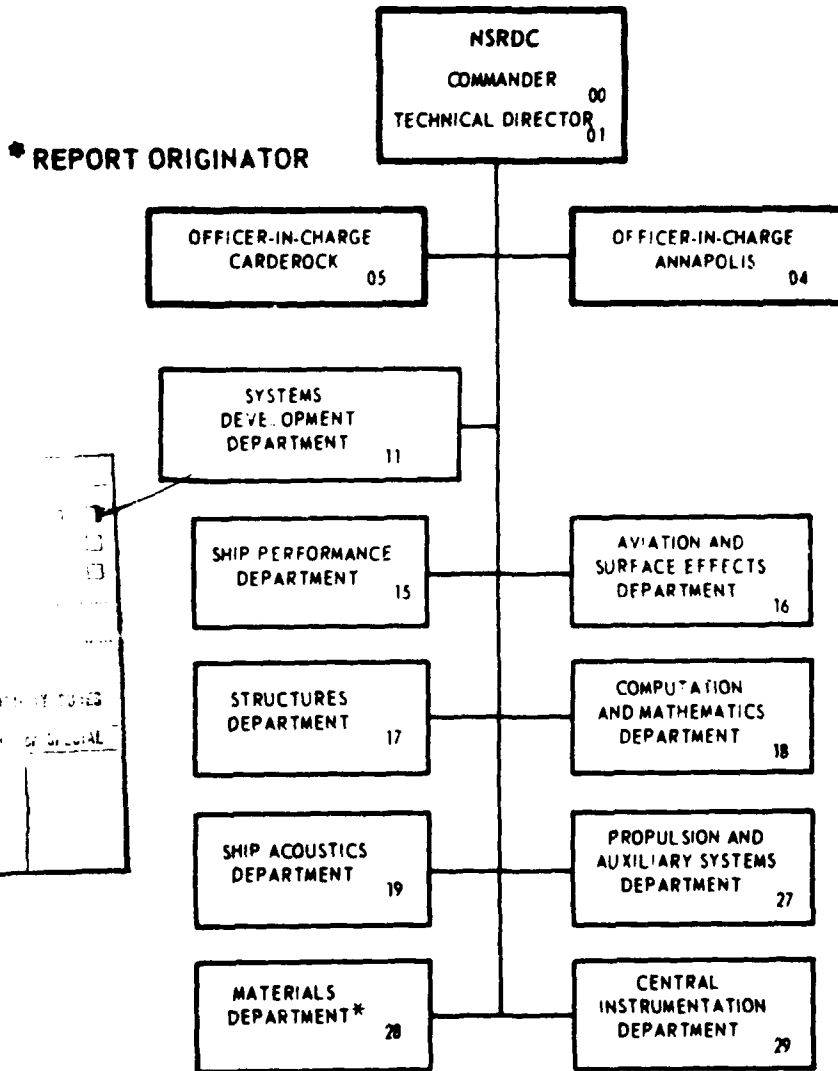 NSRDC
COMMANDER
00
TECHNICAL DIRECTOR
01
* REPORT ORIGINATOR
OFFICER-IN-CHARGE
CARDEROCK
05
OFFICER-IN-CHARGE
ANNAPOLIS
04
SYSTEMS
DEVELOPMENT
DEPARTMENT
11
SHIP PERFORMANCE
DEPARTMENT
15
AVIATION AND
SURFACE EFFECTS
DEPARTMENT
16
STRUCTURES
DEPARTMENT
17
COMPUTATION
AND MATHEMATICS
DEPARTMENT
18
SHIP ACOUSTICS
DEPARTMENT
19
PROPULSION AND
AUXILIARY SYSTEMS
DEPARTMENT
27
MATERIALS
DEPARTMENT*
28
CENTRAL
INSTRUMENTATION
DEPARTMENT
29
SPECIAL